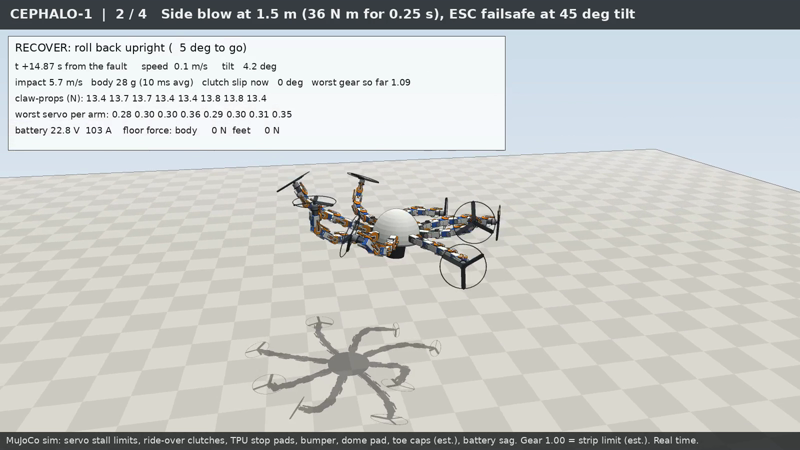 CEPHALO-1 | 2 / 4 Side blow at 1.5 m (36 N m for 0.25 s), ESC failsafe at 45 deg tilt
RECOVER: roll back upright (  5 deg to go)
t +14.87 s from the fault speed 0.1 m/s tilt 4.2 deg
impact 5.7 m/s body 28 g (10 ms avg) clutch slip now 0 deg worst gear so far 1.09
claw-props (N): 13.4 13.7 13.7 13.4 13.4 13.8 13.8 13.4
worst servo per arm: 0.28 0.30 0.30 0.36 0.29 0.30 0.31 0.35
battery 22.8 V 103 A floor force: body 0 N feet 0 N
MuJoCo sim: servo stall limits, ride-over clutches, TPU stop pads, bumper, dome pad, toe caps (est.), battery sag. Gear 1.00 = strip limit (est.). Real time.